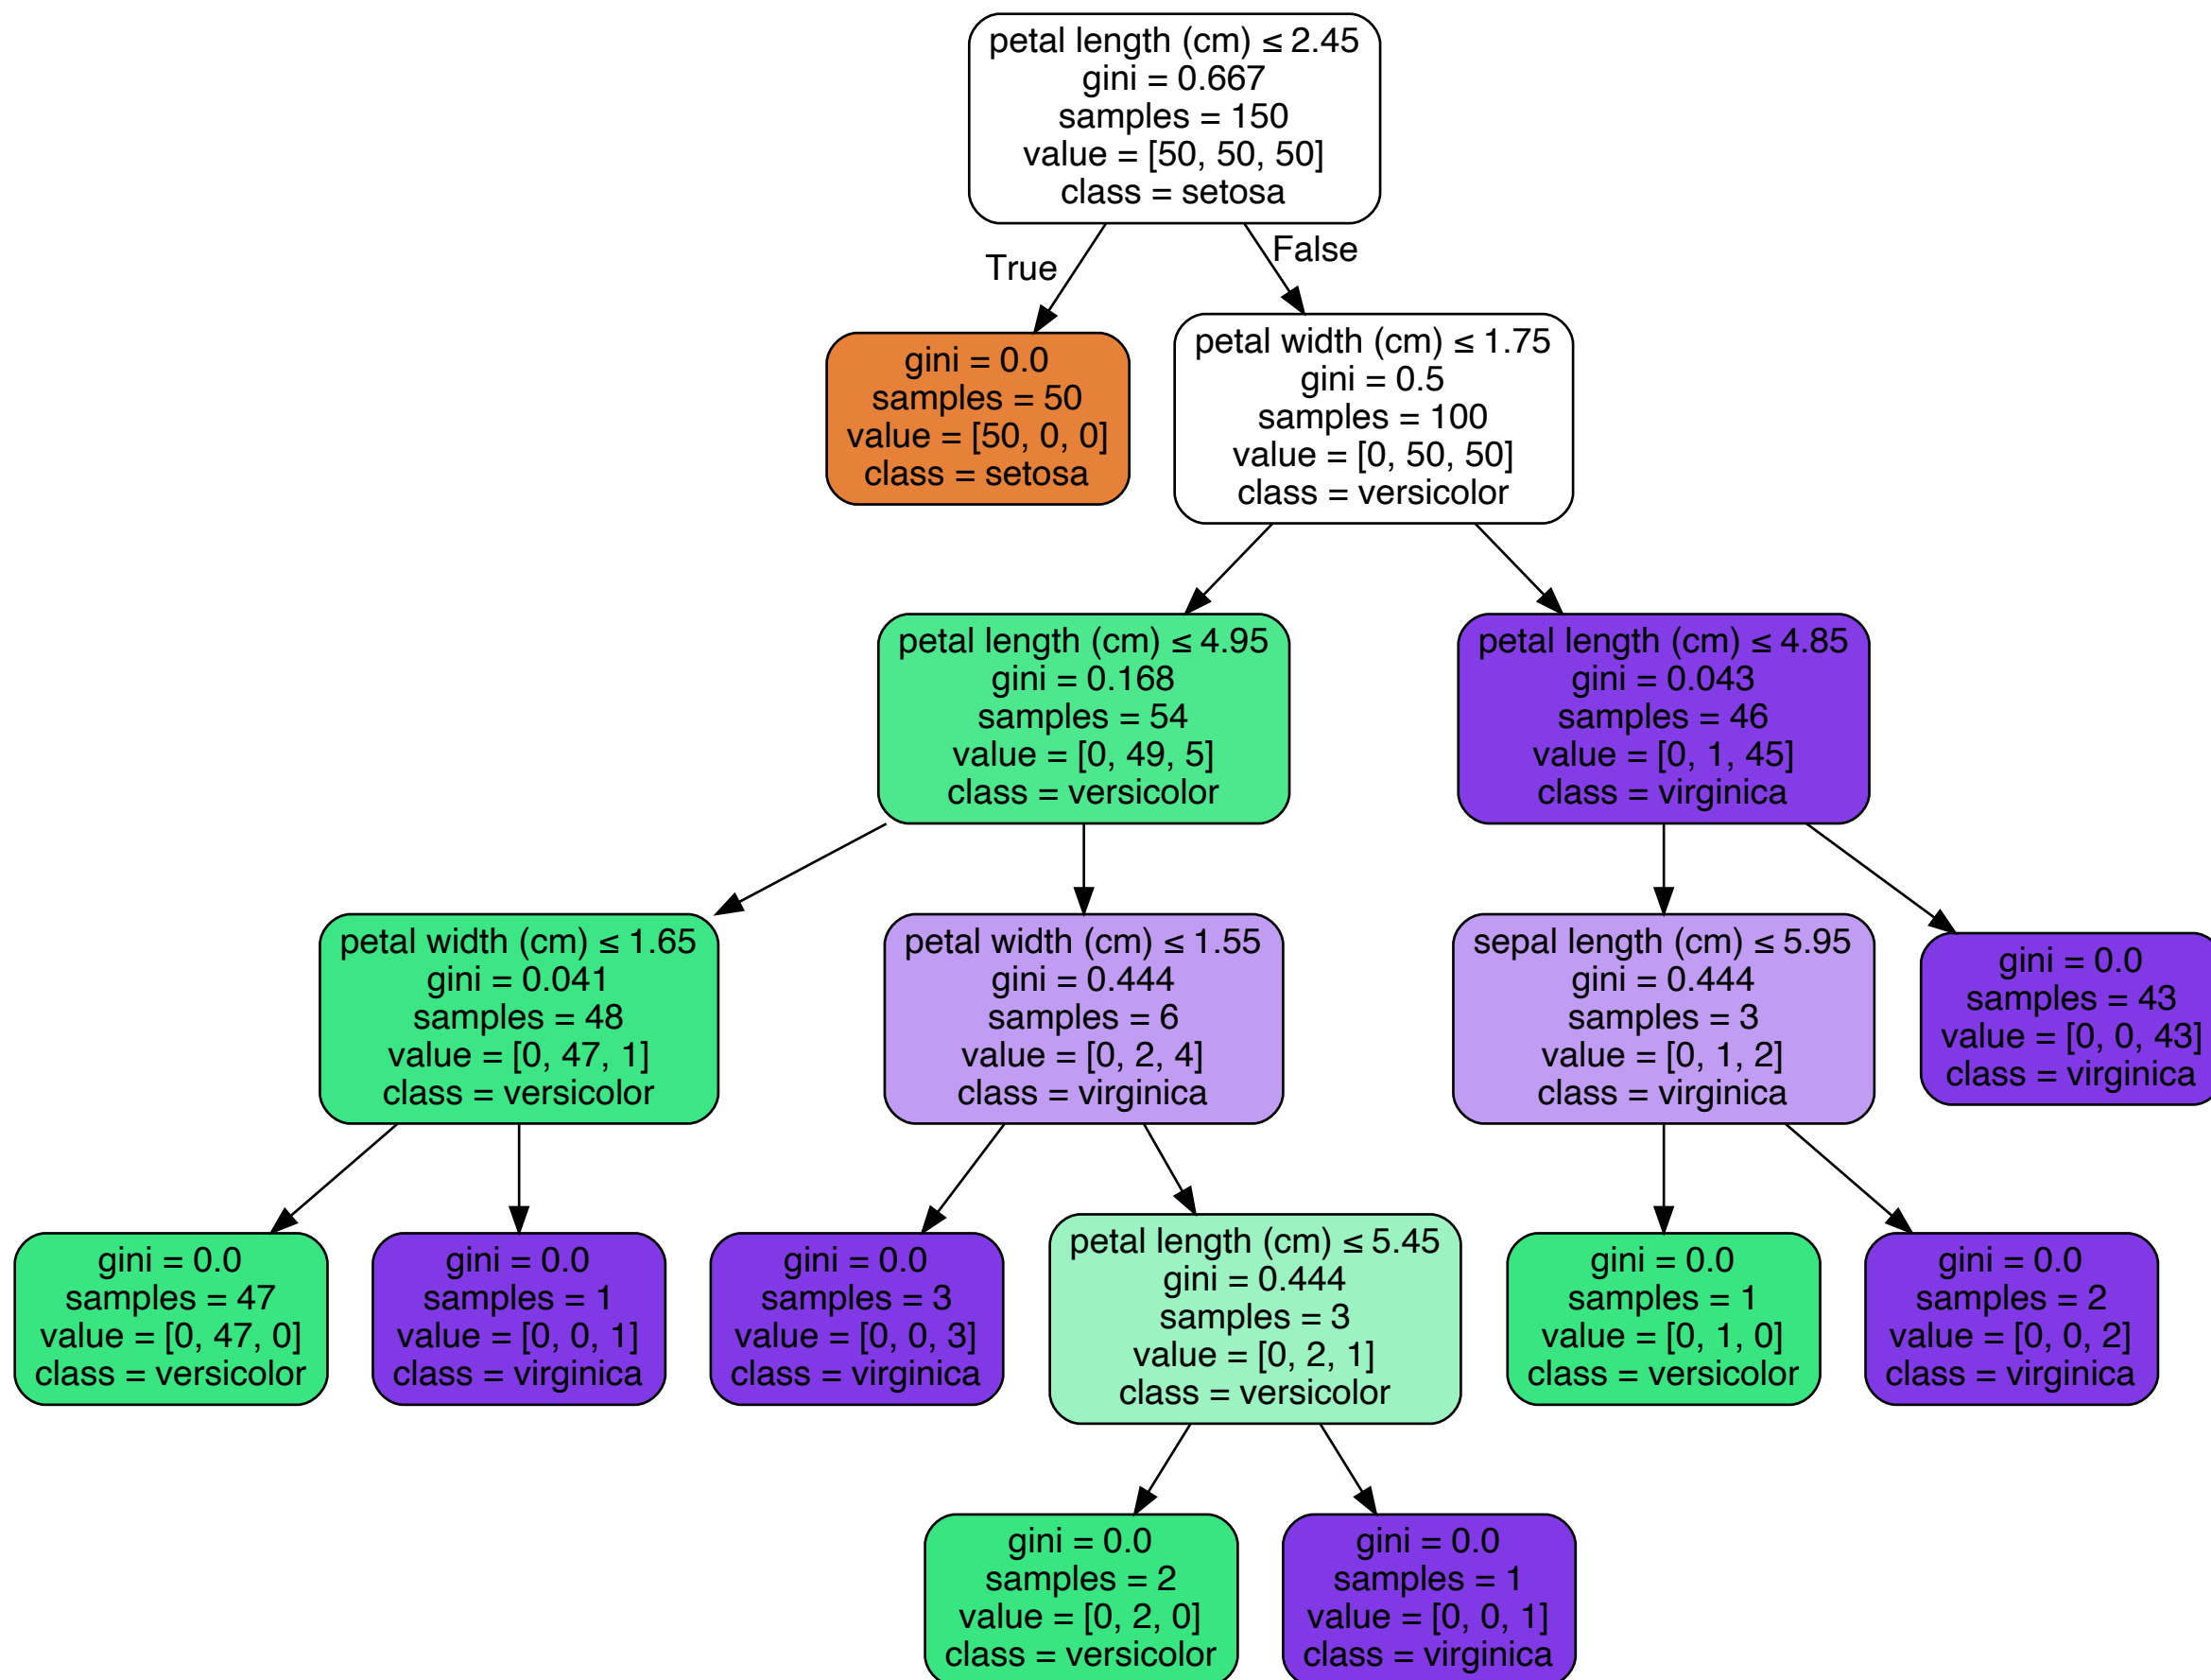 petal length (cm) ≤ 2.45
gini = 0.667
samples = 150
value = [50, 50, 50]
class = setosa
True
False
gini = 0.0
samples = 50
value = [50, 0, 0]
class = setosa
petal width (cm) ≤ 1.75
gini = 0.5
samples = 100
value = [0, 50, 50]
class = versicolor
petal length (cm) ≤ 4.95
gini = 0.168
samples = 54
value = [0, 49, 5]
class = versicolor
petal length (cm) ≤ 4.85
gini = 0.043
samples = 46
value = [0, 1, 45]
class = virginica
petal width (cm) ≤ 1.65
gini = 0.041
samples = 48
value = [0, 47, 1]
class = versicolor
petal width (cm) ≤ 1.55
gini = 0.444
samples = 6
value = [0, 2, 4]
class = virginica
sepal length (cm) ≤ 5.95
gini = 0.444
samples = 3
value = [0, 1, 2]
class = virginica
gini = 0.0
samples = 43
value = [0, 0, 43]
class = virginica
gini = 0.0
samples = 47
value = [0, 47, 0]
class = versicolor
gini = 0.0
samples = 1
value = [0, 0, 1]
class = virginica
gini = 0.0
samples = 3
value = [0, 0, 3]
class = virginica
petal length (cm) ≤ 5.45
gini = 0.444
samples = 3
value = [0, 2, 1]
class = versicolor
gini = 0.0
samples = 1
value = [0, 1, 0]
class = versicolor
gini = 0.0
samples = 2
value = [0, 0, 2]
class = virginica
gini = 0.0
samples = 2
value = [0, 2, 0]
class = versicolor
gini = 0.0
samples = 1
value = [0, 0, 1]
class = virginica